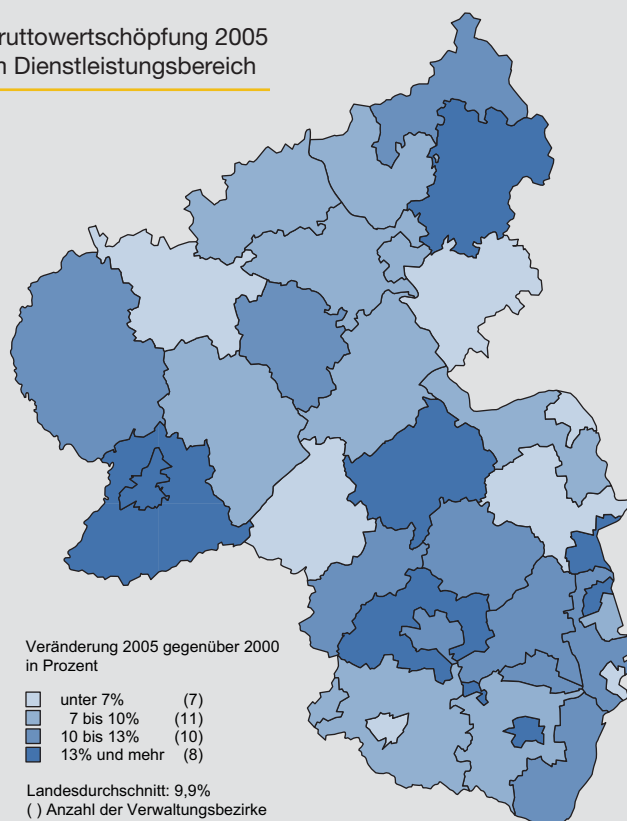 ruttowertschöpfung 2005
n Dienstleistungsbereich
Veränderung 2005 gegenüber 2000
in Prozent
unter 7% (7)
7 bis 10% (11)
10 bis 13% (10)
13% und mehr (8)
Landesdurchschnitt: 9,9%
( ) Anzahl der Verwaltungsbezirke